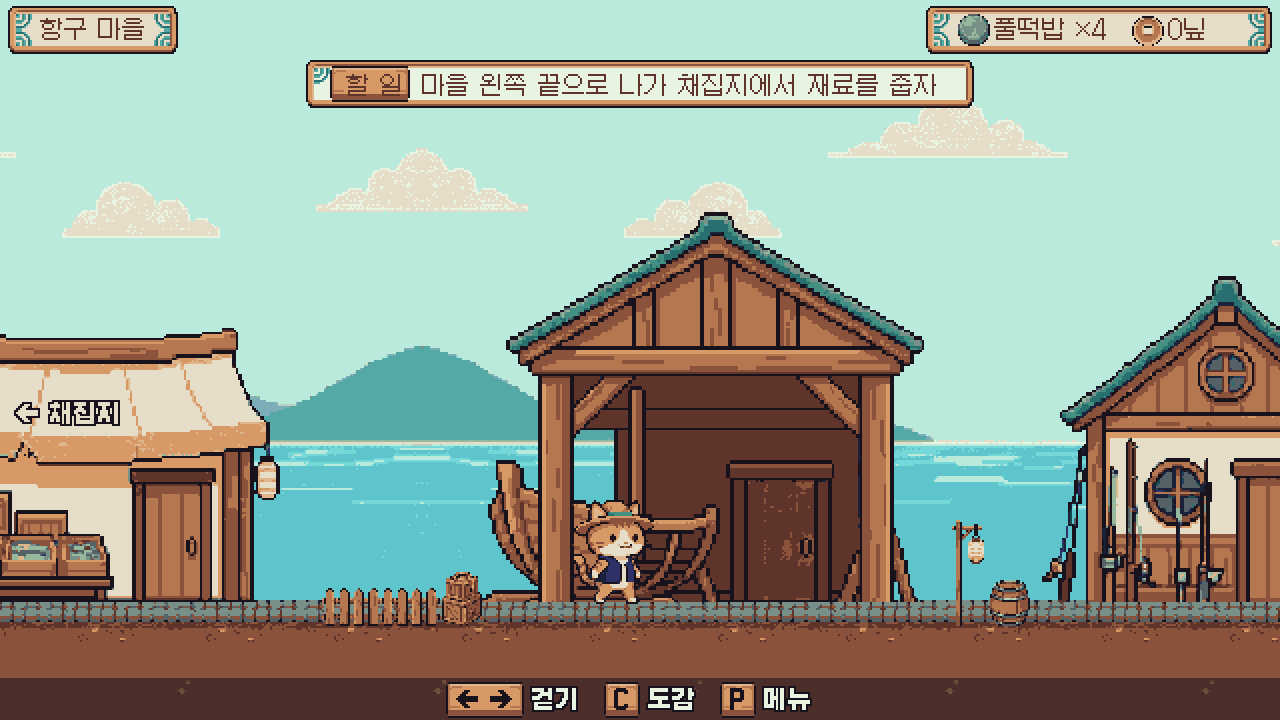 항구 마을
풀떡밥 ×4 0닢
할 일 마을 왼쪽 끝으로 나가 채집지에서 재료를 줍자
← 채집지
← → 걷기 C 도감 P 메뉴